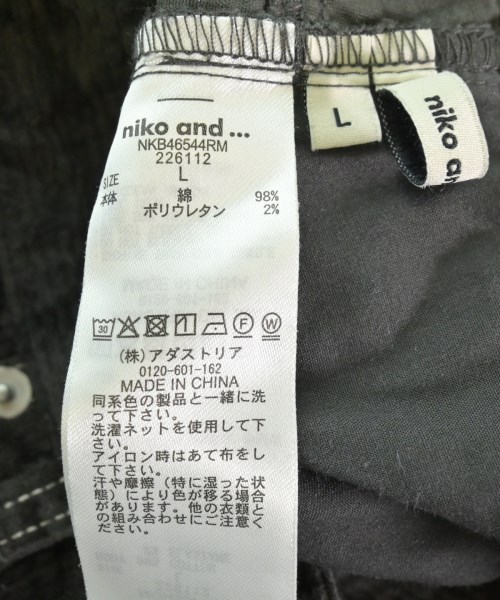 niko and ...
NKB46544RM
226112
SIZE L
本体 綿 98%
ポリウレタン 2%
L
niko and
30
F W
(株)アダストリア
0120-601-162
MADE IN CHINA
同系色の製品と一緒に洗
って下さい。
洗濯ネットを使用して下
さい。
アイロン時はあて布をし
て下さい。
汗や摩擦(特に湿った状
態)により色が移る場合
があります。他の衣類と
の組み合わせにご注意く
ださい。